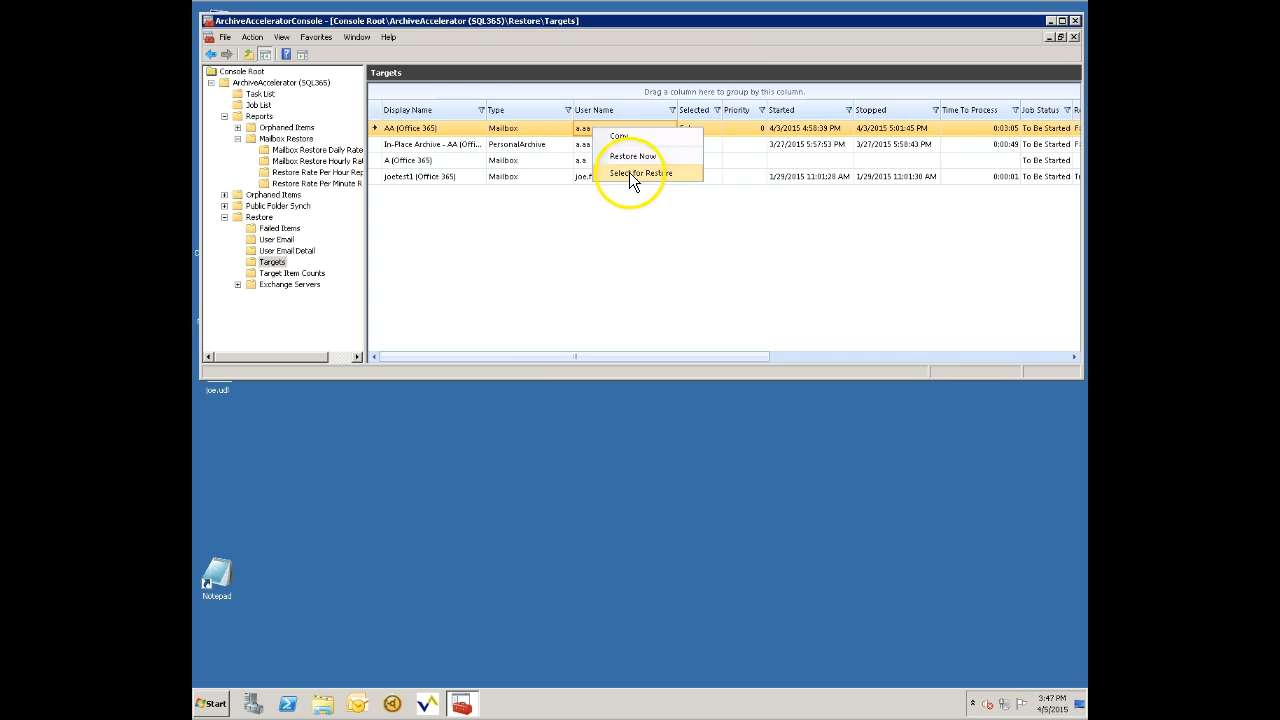 ArchiveAcceleratorConsole - [Console Root\ArchiveAccelerator (SQL365)\Restore\Targets]
File Action View Favorites Window Help
Console Root
Targets
ArchiveAccelerator (SQL365)
Task List
Job List
Reports
Orphaned Items
Mailbox Restore
Mailbox Restore Daily Rate
Mailbox Restore Hourly Rat
Restore Rate Per Hour Rep
Restore Rate Per Minute R
Orphaned Items
Public Folder Synch
Restore
Failed Items
User Email
User Email Detail
Targets
Target Item Counts
Exchange Servers
Drag a column here to group by this column.
Display Name Type User Name Selected Priority Started Stopped Time To Process Job Status
AA (Office 365) Mailbox a.aa 0 4/3/2015 4:58:39 PM 4/3/2015 5:01:45 PM 0:03:05 To Be Started
In-Place Archive - AA (Offi... PersonalArchive a.aa 3/27/2015 5:57:53 PM 3/27/2015 5:58:43 PM 0:00:49 To Be Started
A (Office 365) Mailbox a.a To Be Started
joetest1 (Office 365) Mailbox joe.f 1/29/2015 11:01:28 AM 1/29/2015 11:01:30 AM 0:00:01 To Be Started
Copy
Restore Now
Select for Restore
joe.udl
Notepad
Start
3:47 PM
4/5/2015